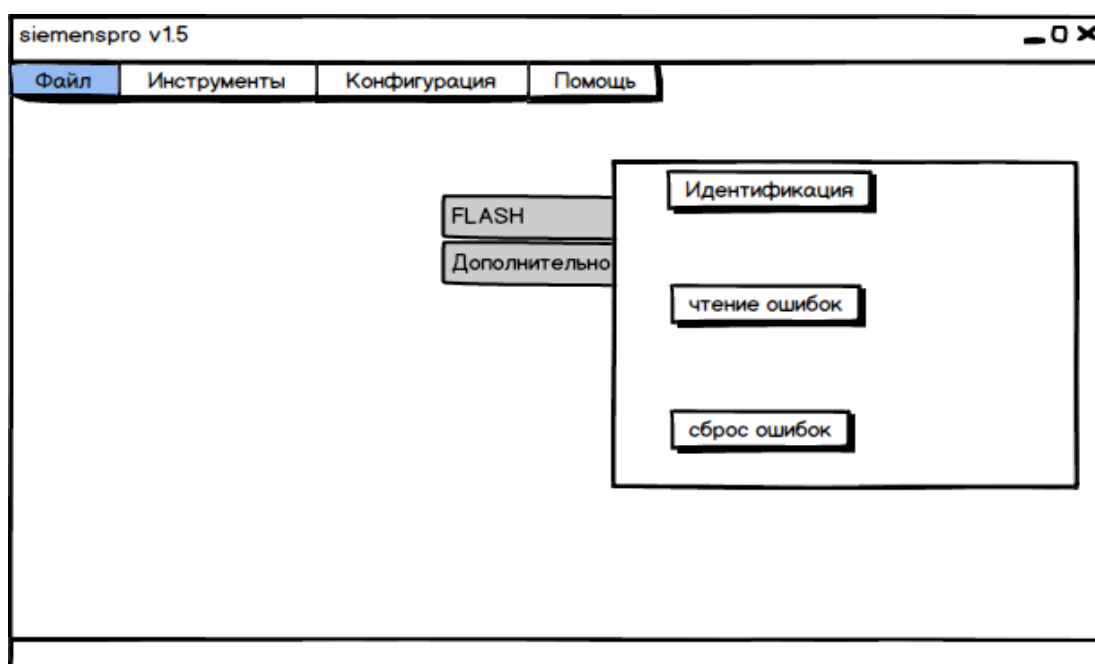 siemenspro v1.5
Файл Инструменты Конфигурация Помощь
FLASH
Дополнительно
Идентификация
чтение ошибок
сброс ошибок